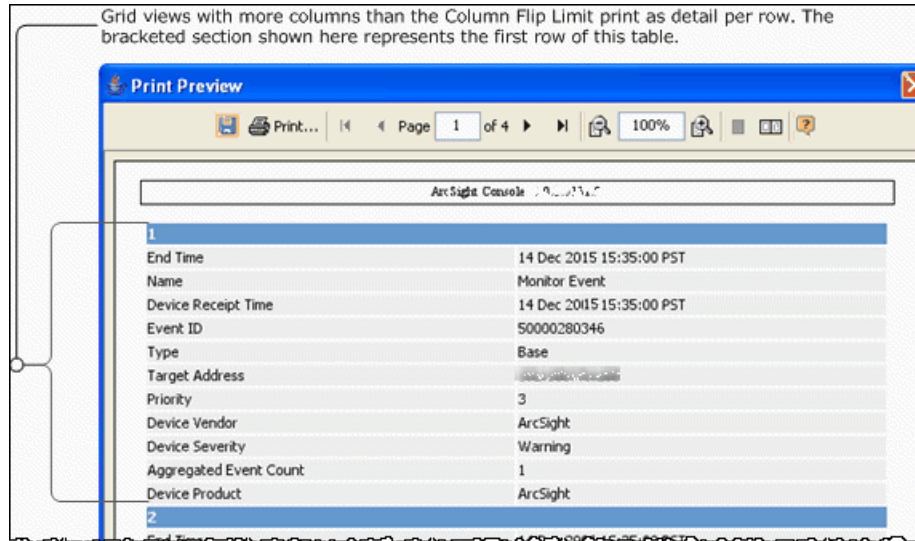 Grid views with more columns than the Column Flip Limit print as detail per row. The
bracketed section shown here represents the first row of this table.
Print Preview
Print... Page 1 of 4 100%
ArcSight Console
1
End Time 14 Dec 2015 15:35:00 PST
Name Monitor Event
Device Receipt Time 14 Dec 2015 15:35:00 PST
Event ID 50000280346
Type Base
Target Address
Priority 3
Device Vendor ArcSight
Device Severity Warning
Aggregated Event Count 1
Device Product ArcSight
2
End Time